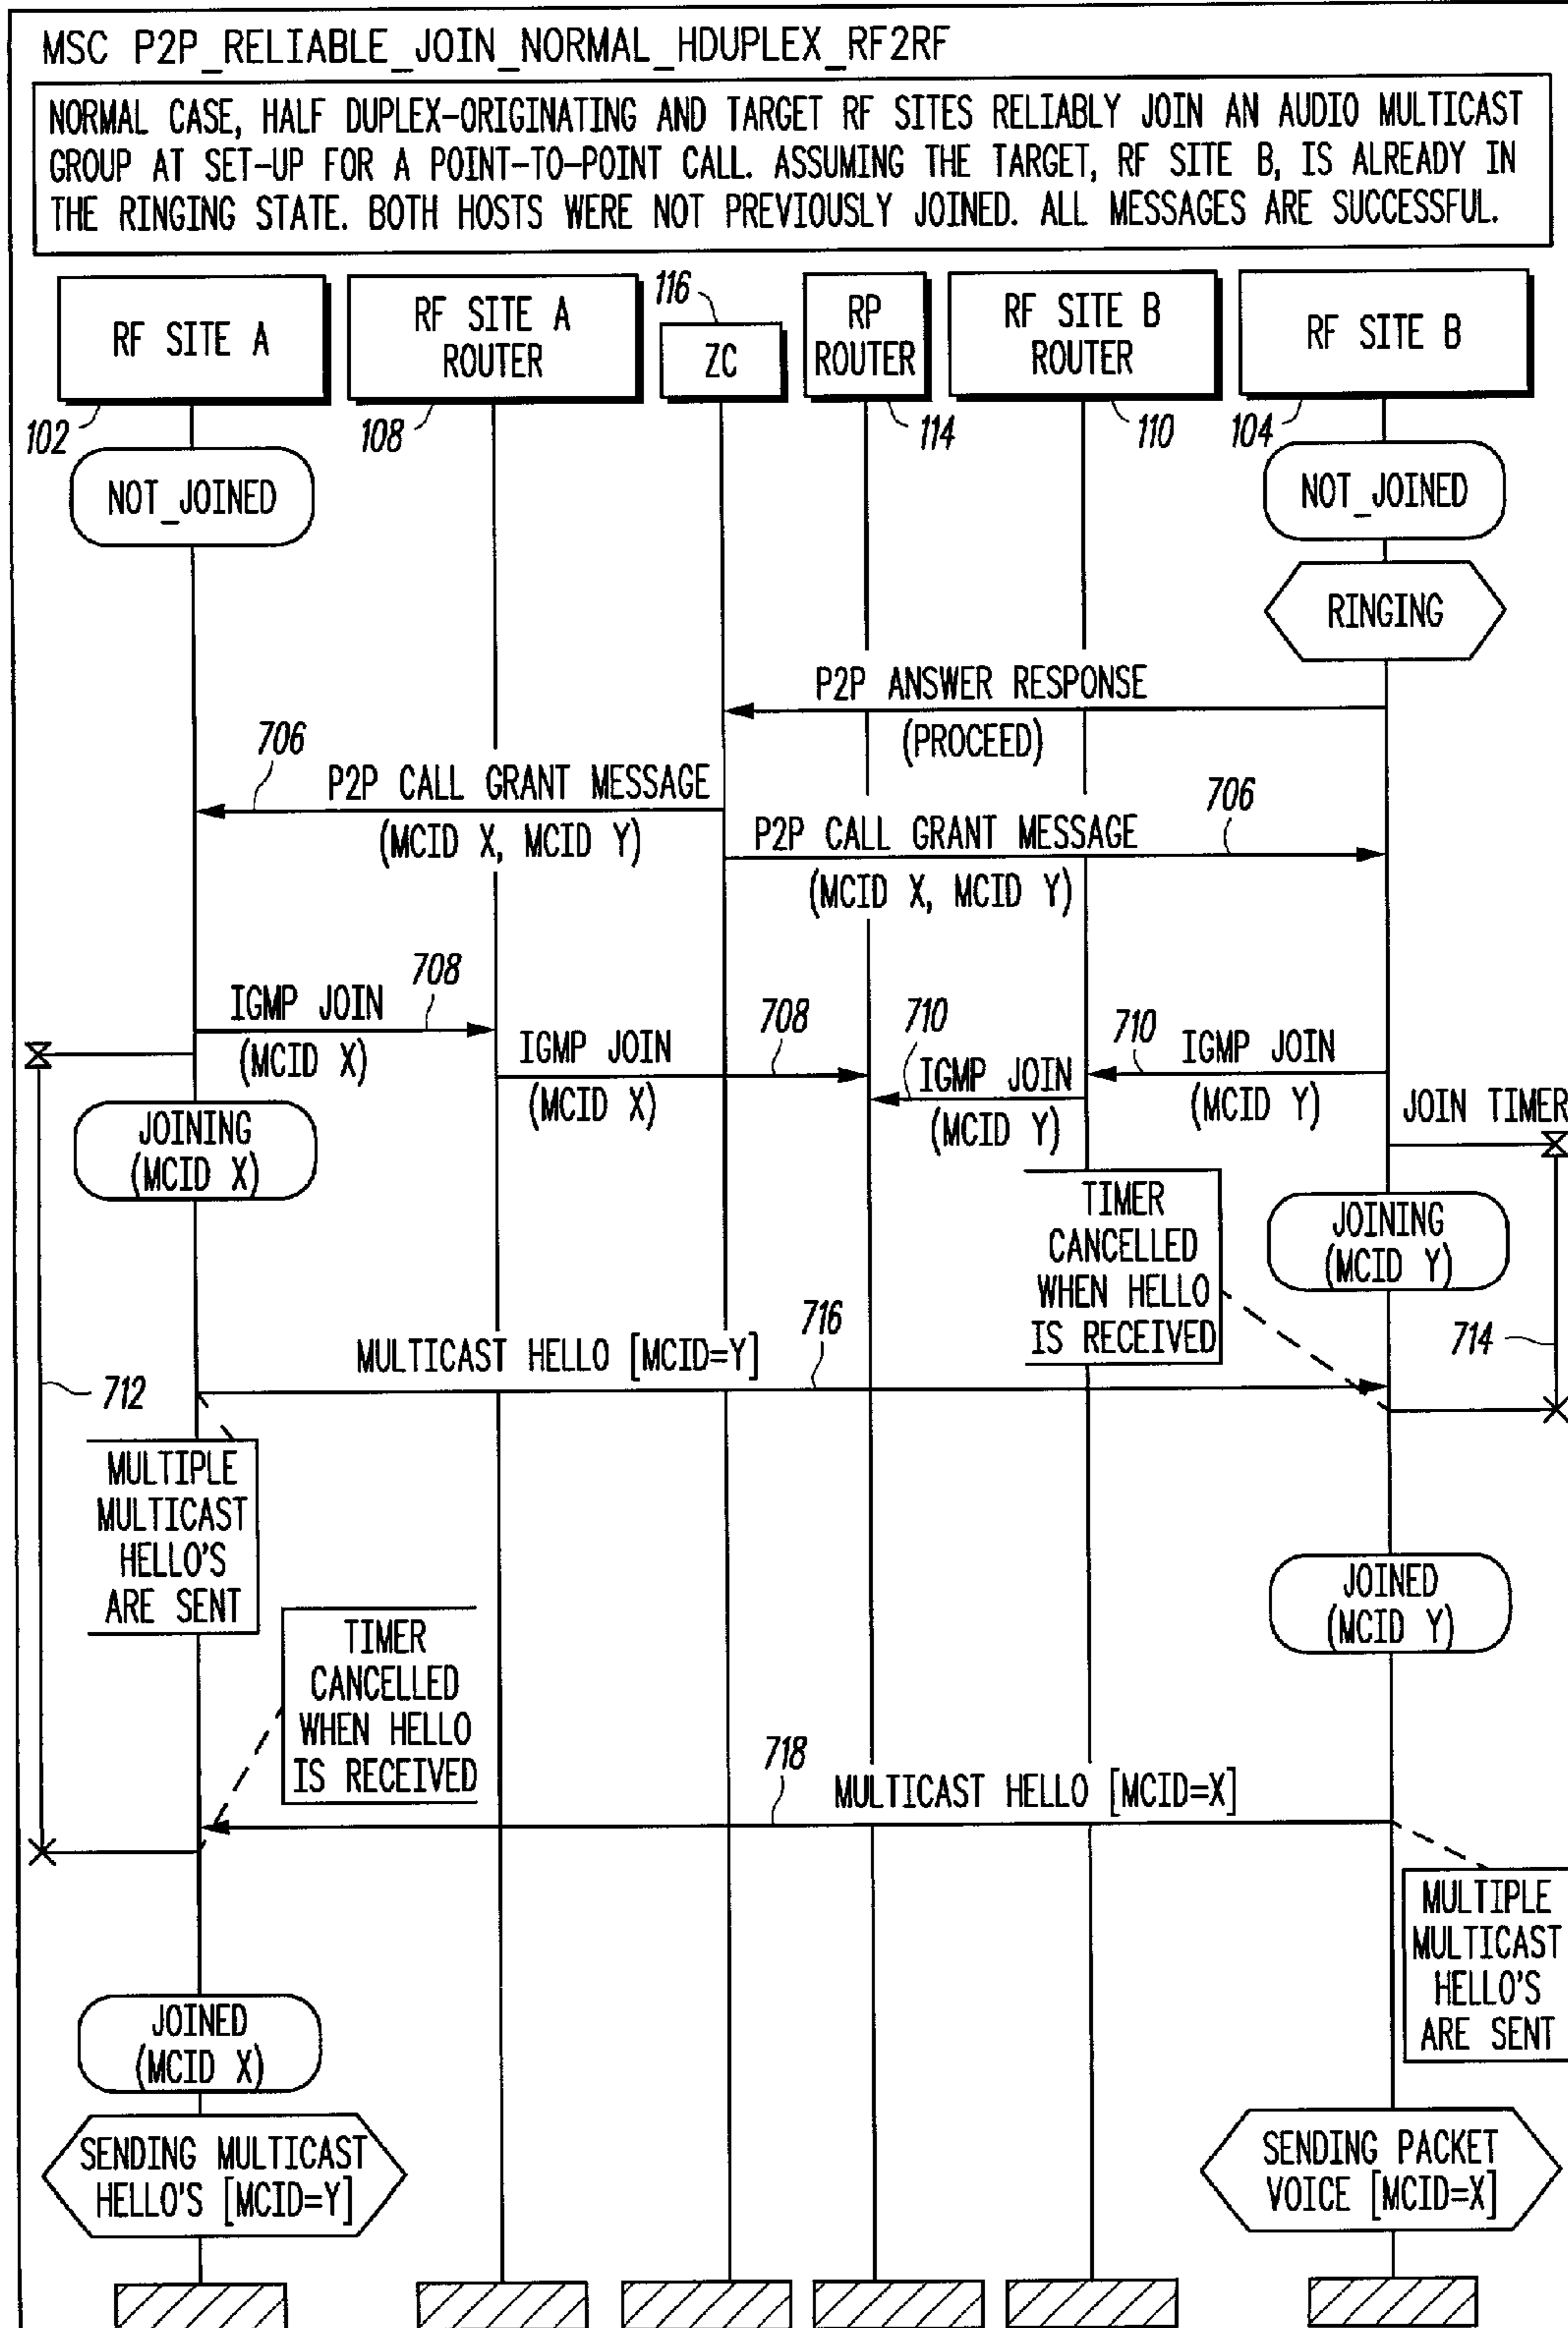 MSC P2P_RELIABLE_JOIN_NORMAL_HDUPLEX_RF2RF
NORMAL CASE, HALF DUPLEX-ORIGINATING AND TARGET RF SITES RELIABLY JOIN AN AUDIO MULTICAST
GROUP AT SET-UP FOR A POINT-TO-POINT CALL. ASSUMING THE TARGET, RF SITE B, IS ALREADY IN
THE RINGING STATE. BOTH HOSTS WERE NOT PREVIOUSLY JOINED. ALL MESSAGES ARE SUCCESSFUL.
RF SITE A
102
RF SITE A
ROUTER
108
116
ZC
RP
ROUTER
114
RF SITE B
ROUTER
110
RF SITE B
104
NOT_JOINED
NOT_JOINED
RINGING
P2P ANSWER RESPONSE
(PROCEED)
706
P2P CALL GRANT MESSAGE
(MCID X, MCID Y)
706
P2P CALL GRANT MESSAGE
(MCID X, MCID Y)
708
IGMP JOIN
(MCID X)
708
IGMP JOIN
(MCID X)
710
IGMP JOIN
(MCID Y)
710
IGMP JOIN
(MCID Y)
JOIN TIMER
JOINING
(MCID X)
TIMER
CANCELLED
WHEN HELLO
IS RECEIVED
JOINING
(MCID Y)
714
716
MULTICAST HELLO [MCID=Y]
712
MULTIPLE
MULTICAST
HELLO'S
ARE SENT
JOINED
(MCID Y)
TIMER
CANCELLED
WHEN HELLO
IS RECEIVED
718
MULTICAST HELLO [MCID=X]
MULTIPLE
MULTICAST
HELLO'S
ARE SENT
JOINED
(MCID X)
SENDING MULTICAST
HELLO'S [MCID=Y]
SENDING PACKET
VOICE [MCID=X]